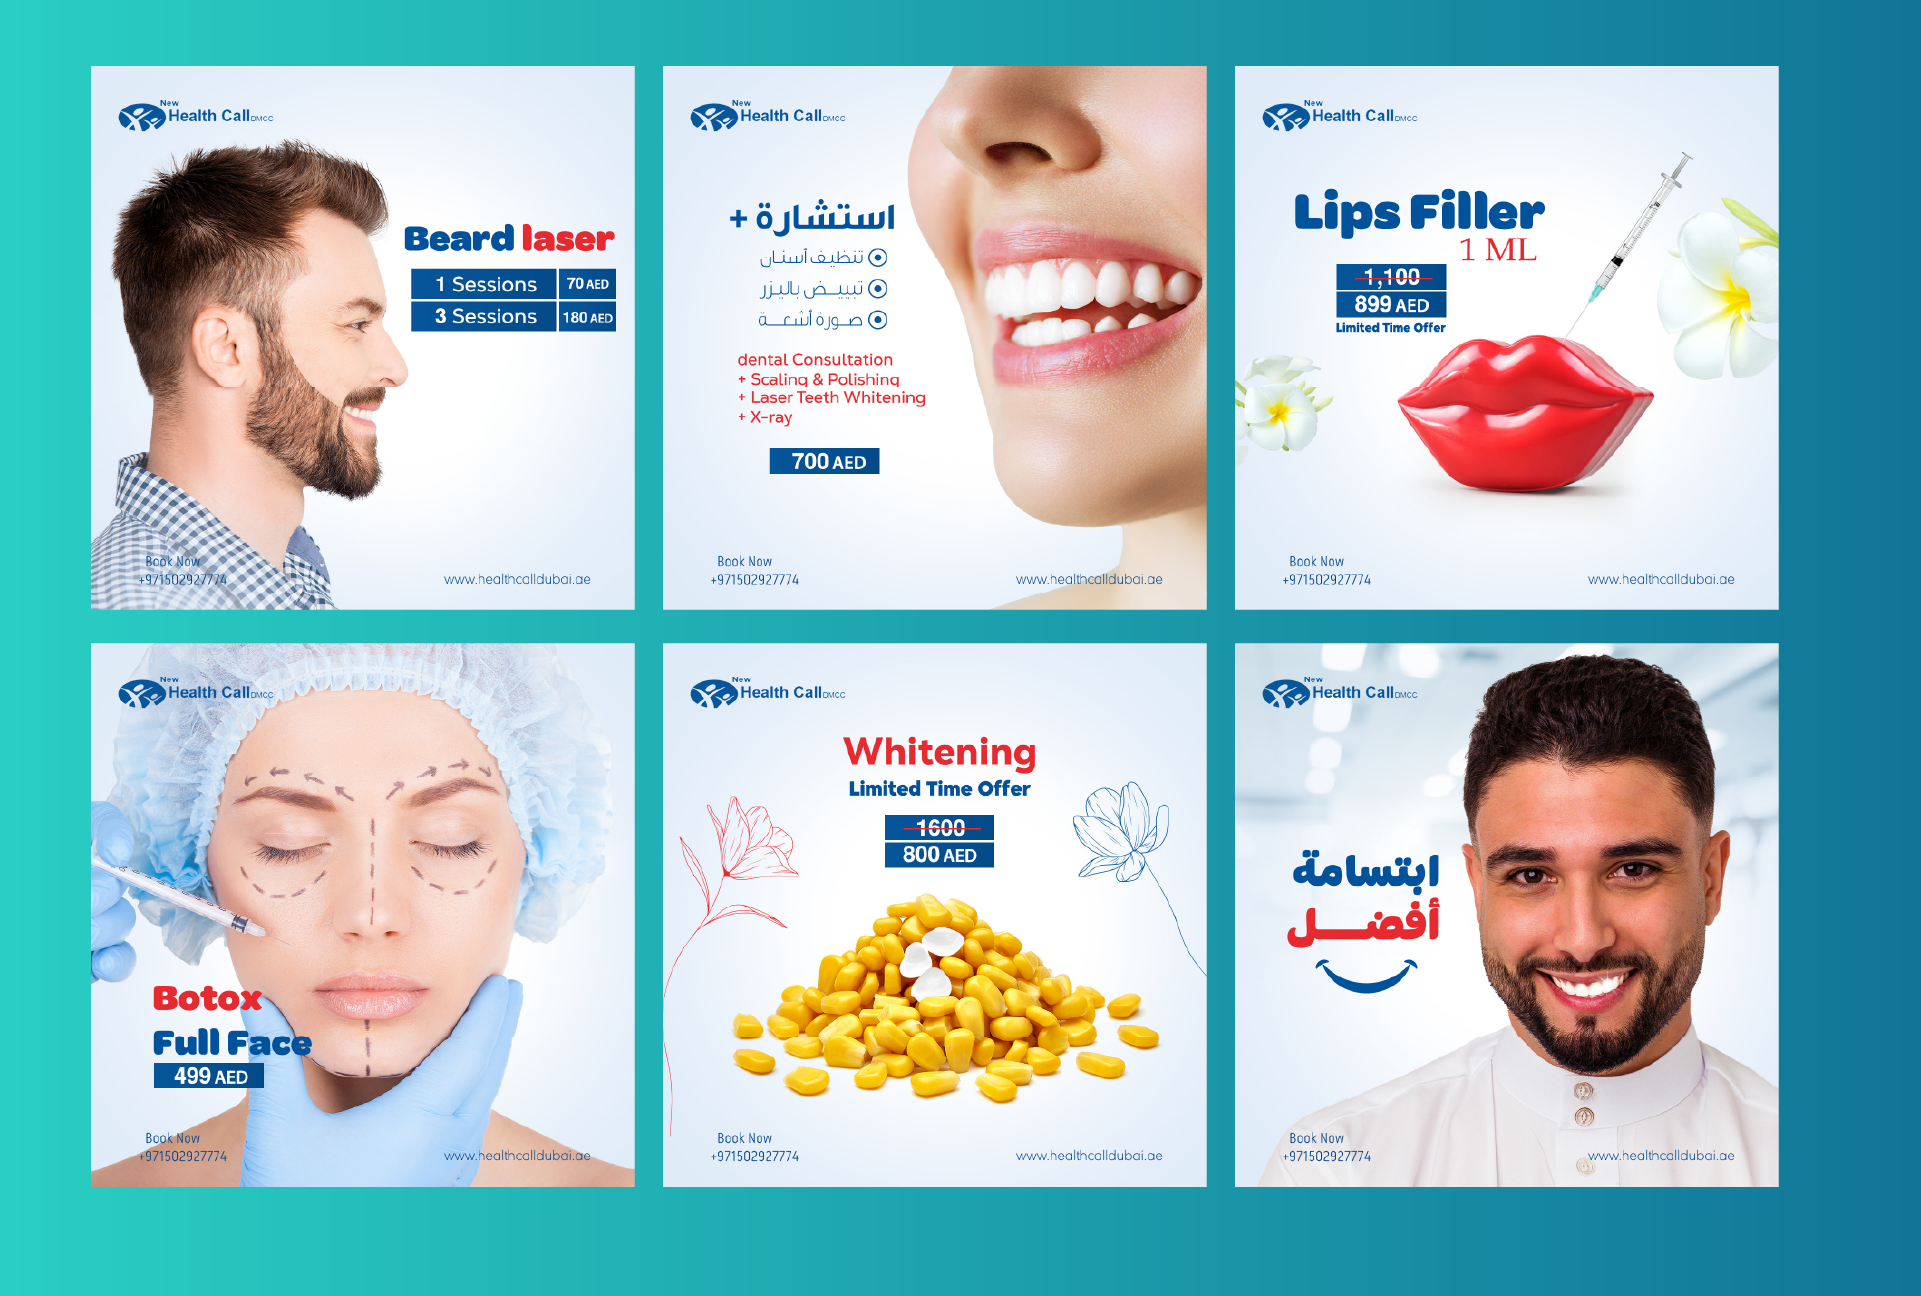 New
Health Call DMCC
Beard laser
1 Sessions 70 AED
3 Sessions 180 AED
Book Now
+971502927774
www.healthcalldubai.ae
New
Health Call DMCC
استشارة +
تنظيف أسنان
تبييــض باليـزر
صـورة أشعـــة
dental Consultation
+ Scaling & Polishing
+ Laser Teeth Whitening
+ X-ray
700 AED
Book Now
+971502927774
www.healthcalldubai.ae
New
Health Call DMCC
Lips Filler
1 ML
1,100
899 AED
Limited Time Offer
Book Now
+971502927774
www.healthcalldubai.ae
New
Health Call DMCC
Botox
Full Face
499 AED
Book Now
+971502927774
www.healthcalldubai.ae
New
Health Call DMCC
Whitening
Limited Time Offer
1600
800 AED
Book Now
+971502927774
www.healthcalldubai.ae
New
Health Call DMCC
ابتسامة
أفضـــل
Book Now
+971502927774
www.healthcalldubai.ae